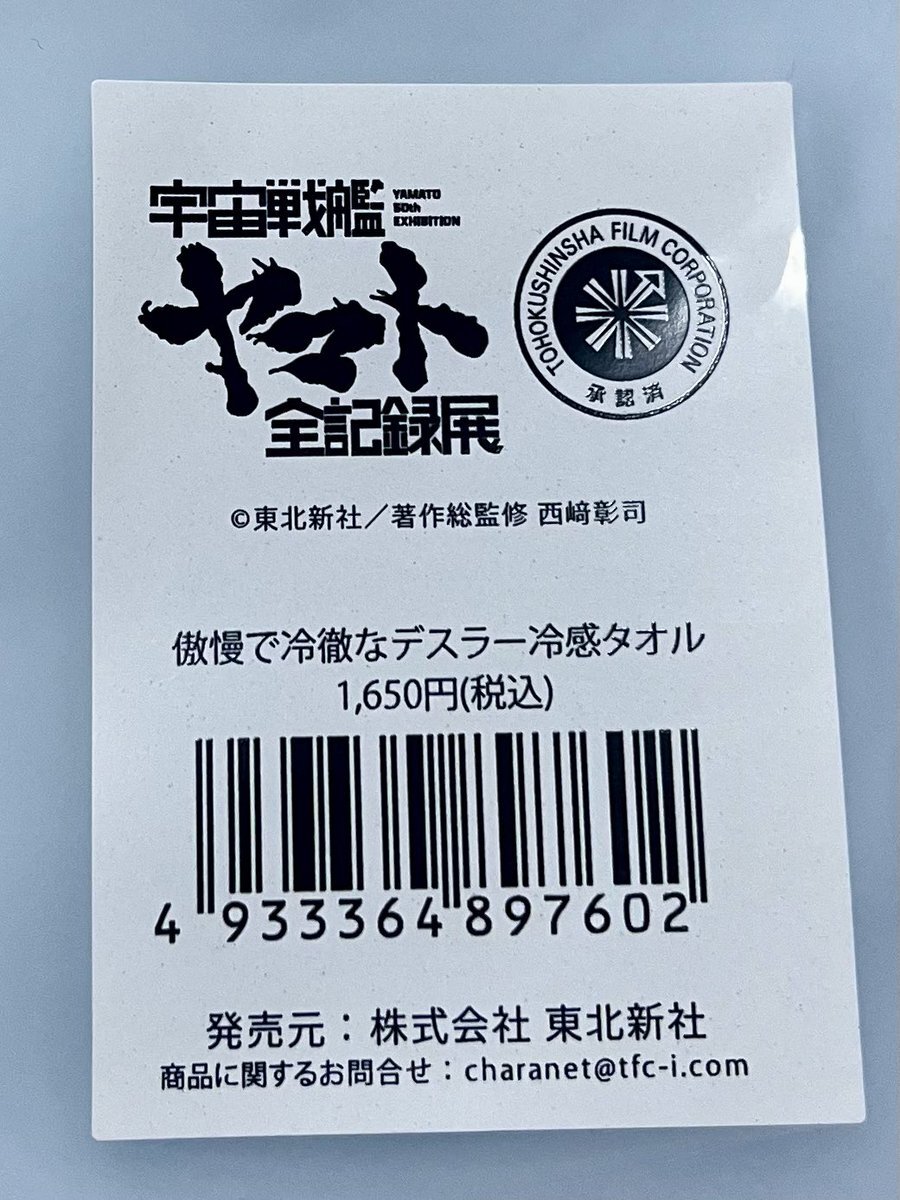 宇宙戦艦
YAMATO
50th
EXHIBITION
ヤマト
全記録展
TOHOKUSHINSHA FILM CORPORATION
承認済
©東北新社／著作総監修 西﨑彰司
傲慢で冷徹なデスラー冷感タオル
1,650円(税込)
4 933364 897602
発売元：株式会社 東北新社
商品に関するお問合せ：charanet@tfc-i.com